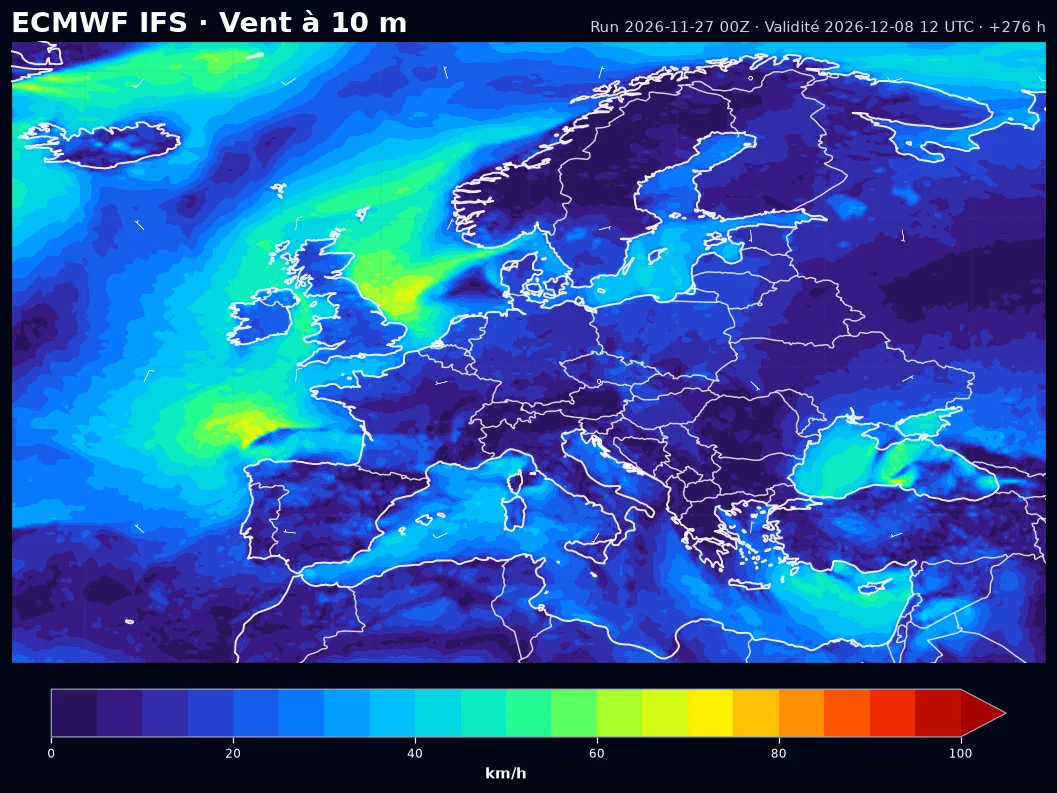 ECMWF IFS · Vent à 10 m
Run 2026-11-27 00Z · Validité 2026-12-08 12 UTC · +276 h
0 20 40 60 80 100
km/h